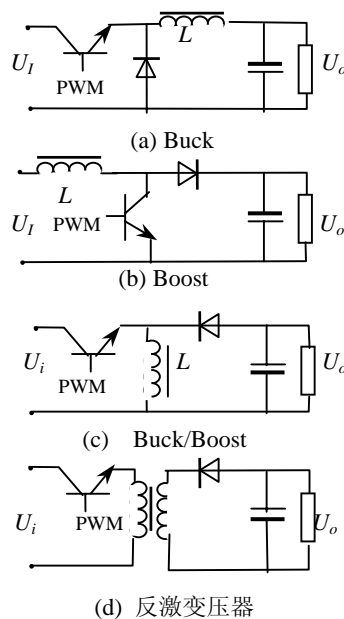 L
U_I
PWM
U_o
(a) Buck
L
U_I
PWM
U_o
(b) Boost
U_i
PWM
L
U_o
(c) Buck/Boost
U_i
PWM
U_o
(d) 反激变压器